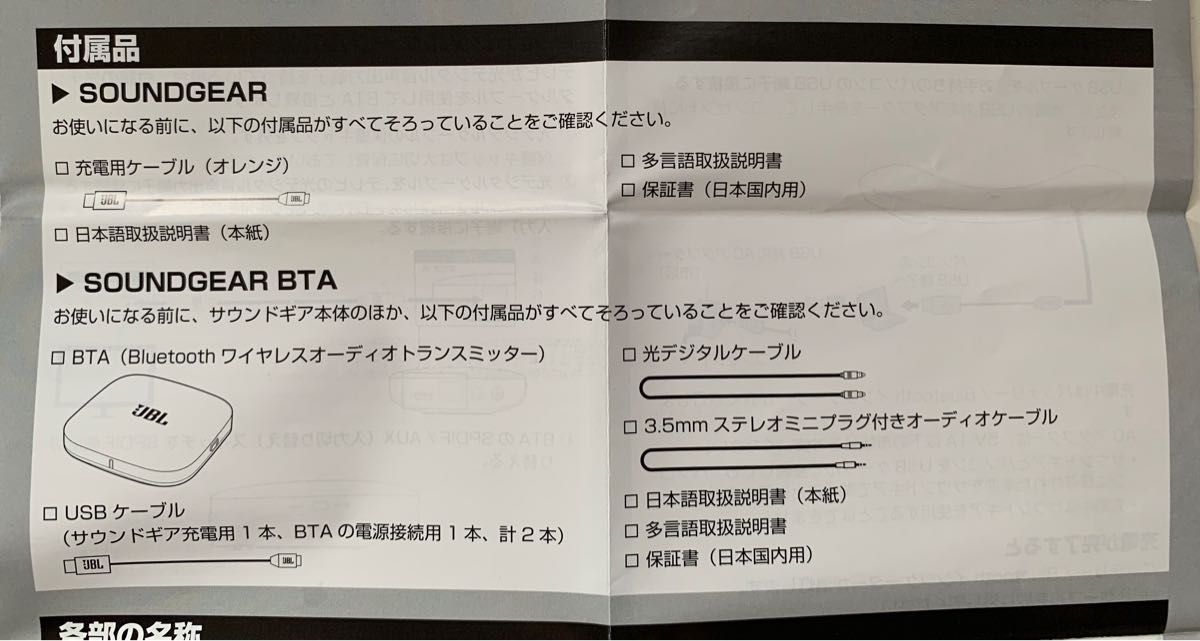 付属品
▶ SOUNDGEAR
お使いになる前に、以下の付属品がすべてそろっていることをご確認ください。
□ 充電用ケーブル（オレンジ）
JBL
JBL
□ 日本語取扱説明書（本紙）
□ 多言語取扱説明書
□ 保証書（日本国内用）
▶ SOUNDGEAR BTA
お使いになる前に、サウンドギア本体のほか、以下の付属品がすべてそろっていることをご確認ください。
□ BTA（Bluetooth ワイヤレスオーディオトランスミッター）
JBL
□ USB ケーブル
（サウンドギア充電用 1 本、BTA の電源接続用 1 本、計 2 本）
JBL
JBL
□ 光デジタルケーブル
□ 3.5mm ステレオミニプラグ付きオーディオケーブル
□ 日本語取扱説明書（本紙）
□ 多言語取扱説明書
□ 保証書（日本国内用）
各部の名称